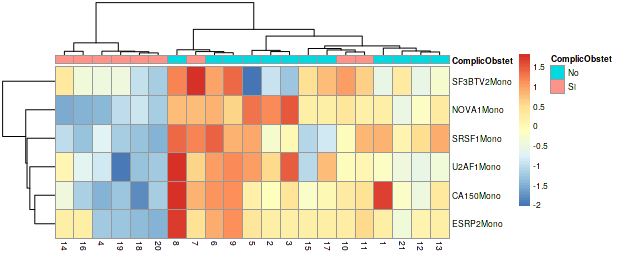 ComplicObstet
SF3BTV2Mono
NOVA1Mono
SRSF1Mono
U2AF1Mono
CA150Mono
ESRP2Mono
14 16 4 19 18 20 8 7 6 9 5 2 3 15 17 10 11 1 21 12 13
1.5
1
0.5
0
-0.5
-1
-1.5
-2
ComplicObstet
No
SI